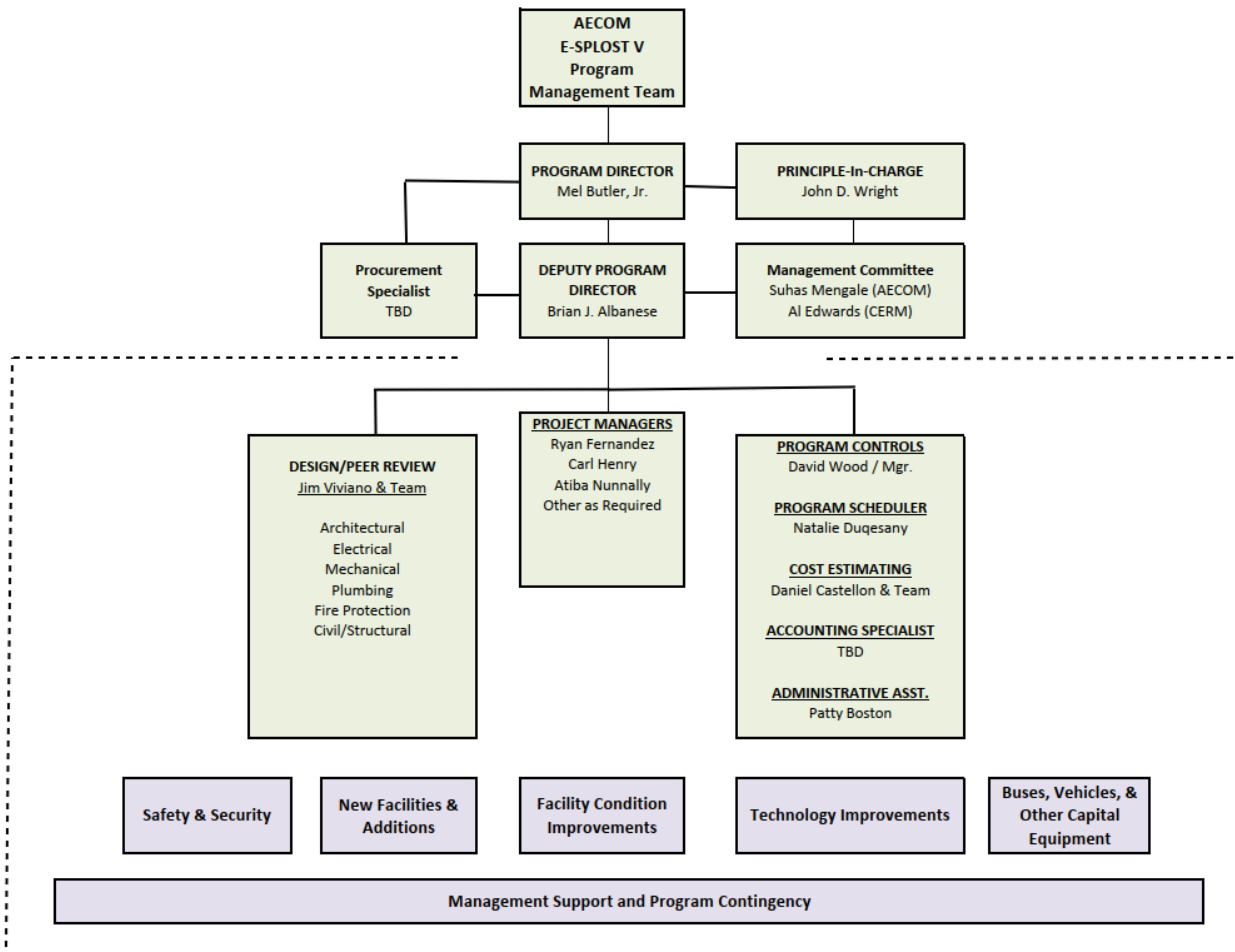 AECOM
E-SPLOST V
Program
Management Team
PROGRAM DIRECTOR
Mel Butler, Jr.
PRINCIPLE-In-CHARGE
John D. Wright
Procurement
Specialist
TBD
DEPUTY PROGRAM
DIRECTOR
Brian J. Albanese
Management Committee
Suhas Mengale (AECOM)
Al Edwards (CERM)
DESIGN/PEER REVIEW
Jim Viviano & Team
Architectural
Electrical
Mechanical
Plumbing
Fire Protection
Civil/Structural
PROJECT MANAGERS
Ryan Fernandez
Carl Henry
Atiba Nunnally
Other as Required
PROGRAM CONTROLS
David Wood / Mgr.
PROGRAM SCHEDULER
Natalie Duqesany
COST ESTIMATING
Daniel Castellon & Team
ACCOUNTING SPECIALIST
TBD
ADMINISTRATIVE ASST.
Patty Boston
Safety & Security
New Facilities &
Additions
Facility Condition
Improvements
Technology Improvements
Buses, Vehicles, &
Other Capital
Equipment
Management Support and Program Contingency